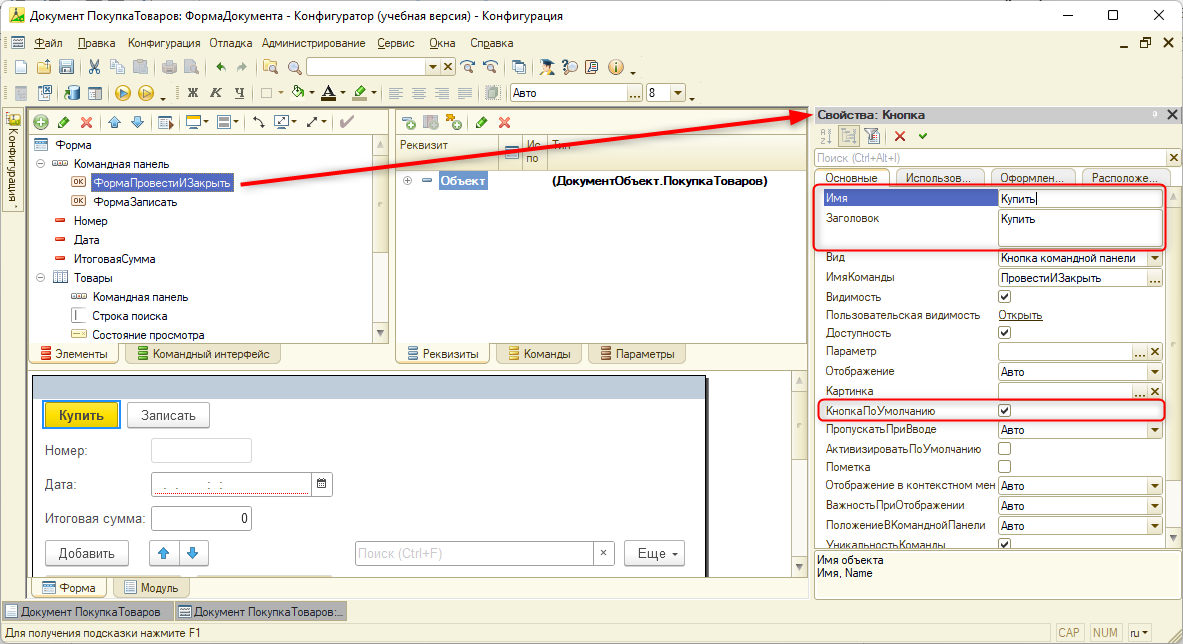 Документ ПокупкаТоваров: ФормаДокумента - Конфигуратор (учебная версия) - Конфигурация
Файл Правка Конфигурация Отладка Администрирование Сервис Окна Справка
Ж К Ч А Авто ... 8
Конфигурация
Форма
Командная панель
OK ФормаПровестиИЗакрыть
OK ФормаЗаписать
Номер
Дата
ИтоговаяСумма
Товары
Командная панель
Строка поиска
Состояние просмотра
Элементы Командный интерфейс
Реквизит Ис по Тип
Объект (ДокументОбъект.ПокупкаТоваров)
Реквизиты Команды Параметры
Купить Записать
Номер:
Дата: . . : :
Итоговая сумма: 0
Добавить Поиск (Ctrl+F) × Еще
Форма Модуль
Свойства: Кнопка
Поиск (Ctrl+Alt+I)
Основные Использов... Оформлен... Расположе...
Имя Купить
Заголовок Купить
Вид Кнопка командной панели
ИмяКоманды ПровестиИЗакрыть ...
Видимость
Пользовательская видимость Открыть
Доступность
Параметр ...
Отображение Авто
Картинка ...
КнопкаПоУмолчанию
ПропускатьПриВводе Авто
АктивизироватьПоУмолчанию
Пометка
Отображение в контекстном мен Авто
ВажностьПриОтображении Авто
ПоложениеВКоманднойПанели Авто
УникальностьКоманды
Имя объекта
Имя, Name
Документ ПокупкаТоваров Документ ПокупкаТоваров:...
Для получения подсказки нажмите F1 CAP NUM ru